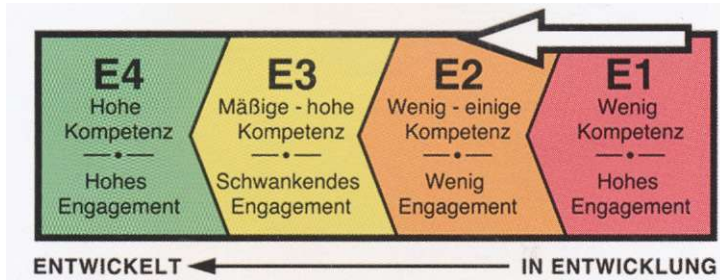 E4
Hohe
Kompetenz
Hohes
Engagement
E3
Mäßige - hohe
Kompetenz
Schwankendes
Engagement
E2
Wenig - einige
Kompetenz
Wenig
Engagement
E1
Wenig
Kompetenz
Hohes
Engagement
ENTWICKELT
IN ENTWICKLUNG